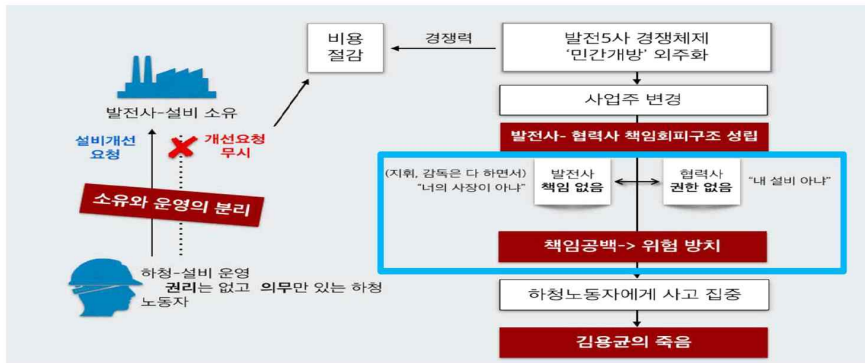 비용
절감
경쟁력
발전5사 경쟁체제
‘민간개방’ 외주화
사업주 변경
발전사- 협력사 책임회피구조 성립
(지휘, 감독은 다 하면서)
“너의 사장이 아냐”
발전사
책임 없음
협력사
권한 없음
“내 설비 아냐”
책임공백-> 위험 방치
하청노동자에게 사고 집중
김용균의 죽음
발전사-설비 소유
설비개선
요청
개선요청
무시
소유와 운영의 분리
하청-설비 운영
권리는 없고 의무만 있는 하청
노동자